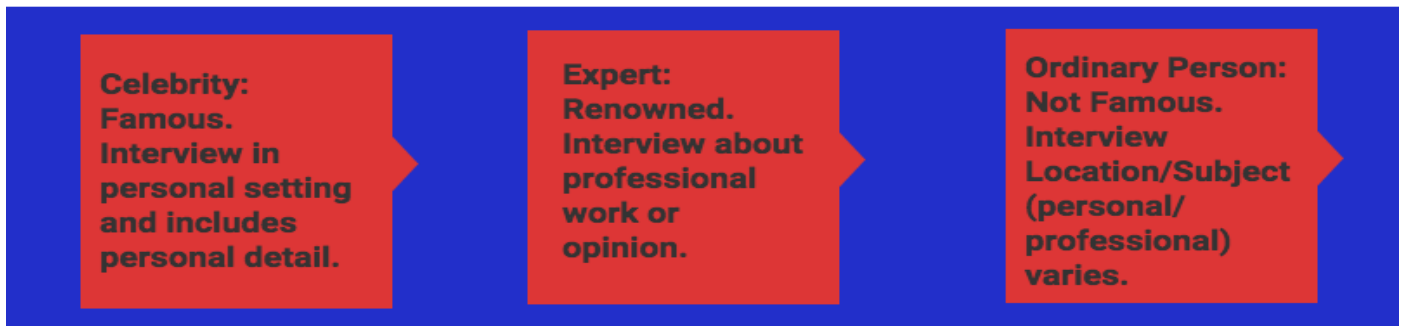 Celebrity:
Famous.
Interview in
personal setting
and includes
personal detail.
Expert:
Renowned.
Interview about
professional
work or
opinion.
Ordinary Person:
Not Famous.
Interview
Location/Subject
(personal/
professional)
varies.